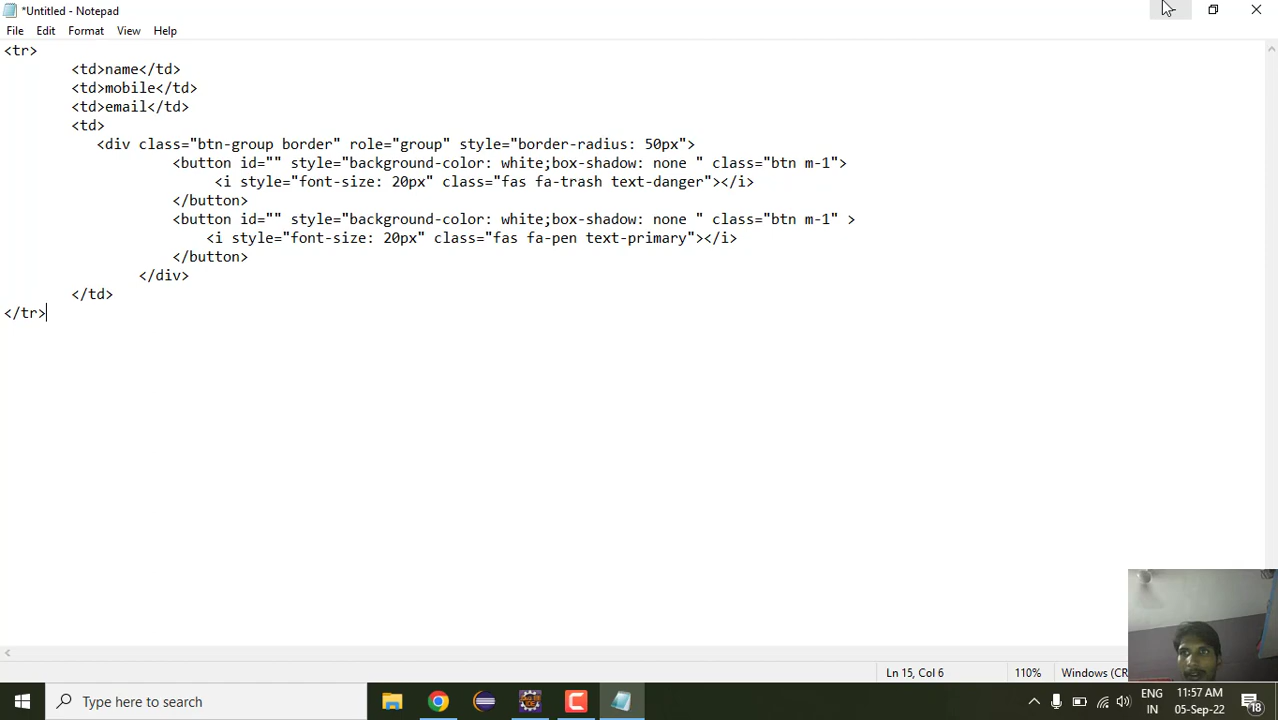 *Untitled - Notepad
File Edit Format View Help
<tr>
<td>name</td>
<td>mobile</td>
<td>email</td>
<td>
<div class="btn-group border" role="group" style="border-radius: 50px">
<button id="" style="background-color: white;box-shadow: none " class="btn m-1">
<i style="font-size: 20px" class="fas fa-trash text-danger"></i>
</button>
<button id="" style="background-color: white;box-shadow: none " class="btn m-1" >
<i style="font-size: 20px" class="fas fa-pen text-primary"></i>
</button>
</div>
</td>
</tr>
Ln 15, Col 6 110% Windows (CR
Type here to search
ENG 11:57 AM
IN 05-Sep-22 18